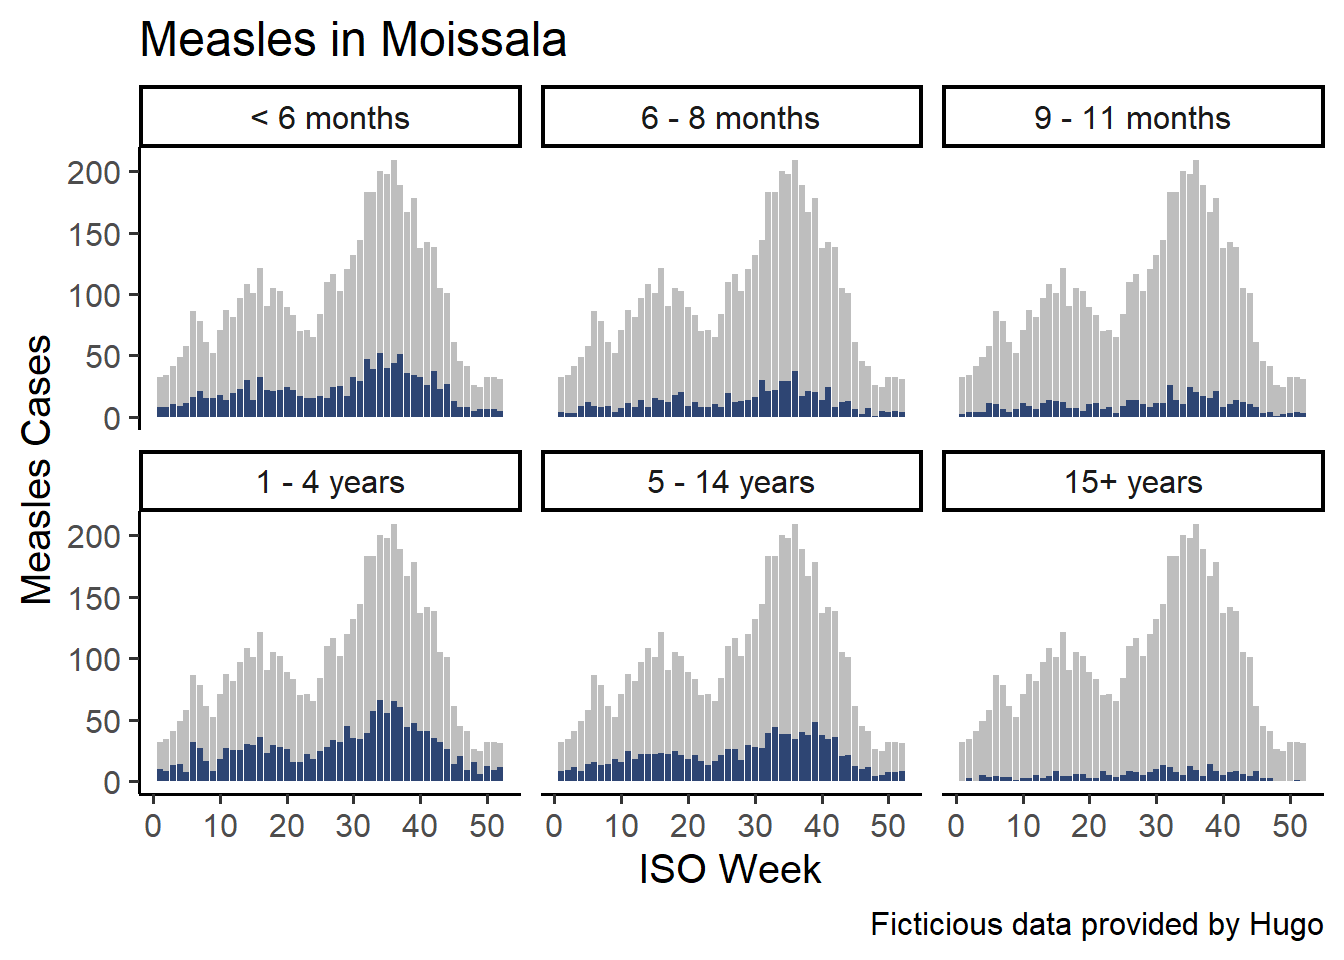 Measles in Moissala
< 6 months
6 - 8 months
9 - 11 months
200
150
100
50
0
Measles Cases
1 - 4 years
5 - 14 years
15+ years
200
150
100
50
0
0 10 20 30 40 50
0 10 20 30 40 50
0 10 20 30 40 50
ISO Week
Ficticious data provided by Hugo